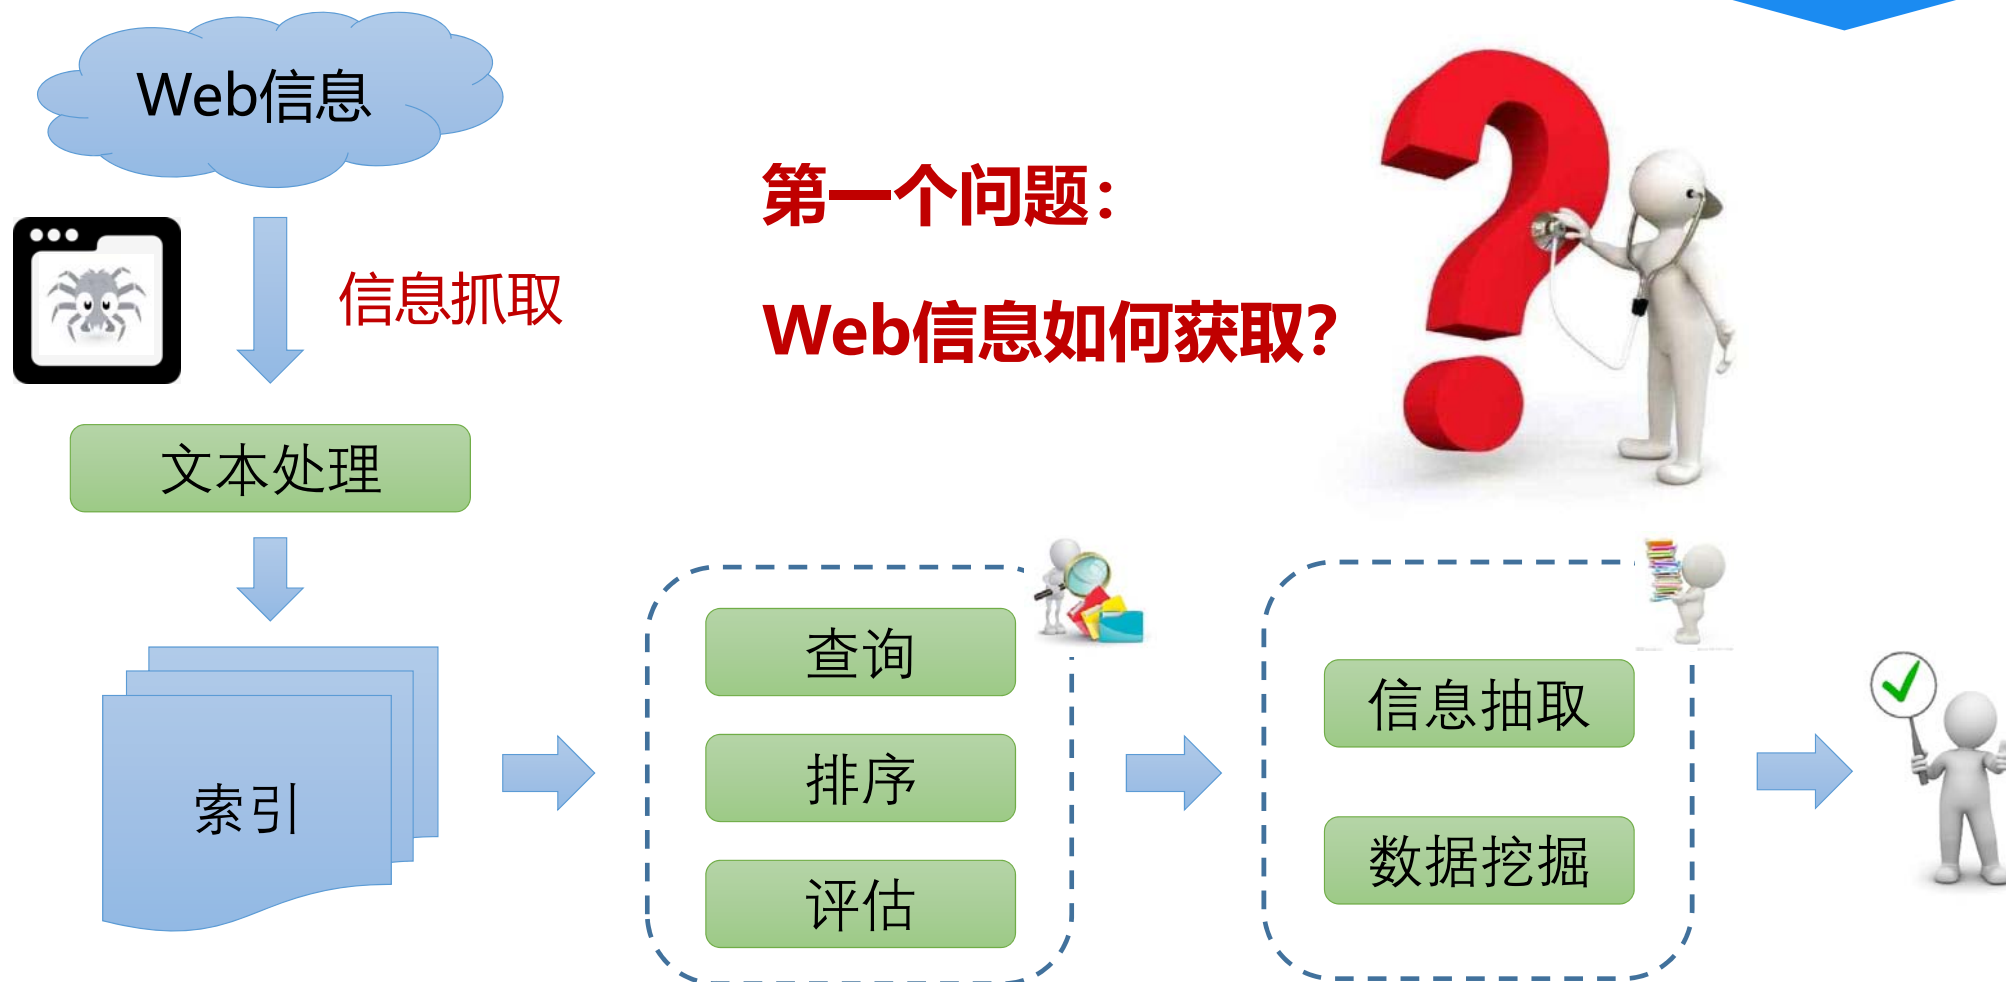 Web信息
第一个问题：
Web信息如何获取？
信息抓取
文本处理
索引
查询
排序
评估
信息抽取
数据挖掘